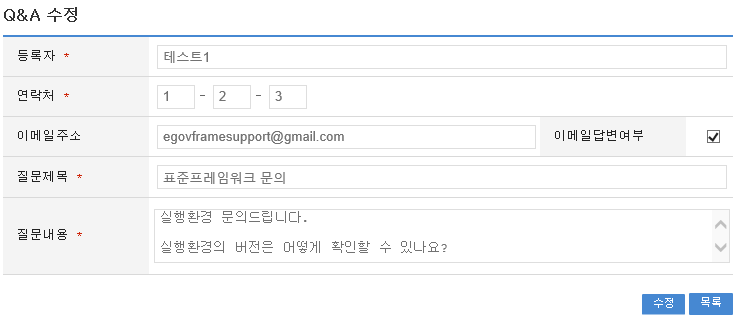 Q&A 수정
등록자 * 테스트1
연락처 * 1 - 2 - 3
이메일주소 egovframesupport@gmail.com 이메일답변여부
질문제목 * 표준프레임워크 문의
실행환경 문의드립니다.
질문내용 *
실행환경의 버전은 어떻게 확인할 수 있나요?
수정 목록